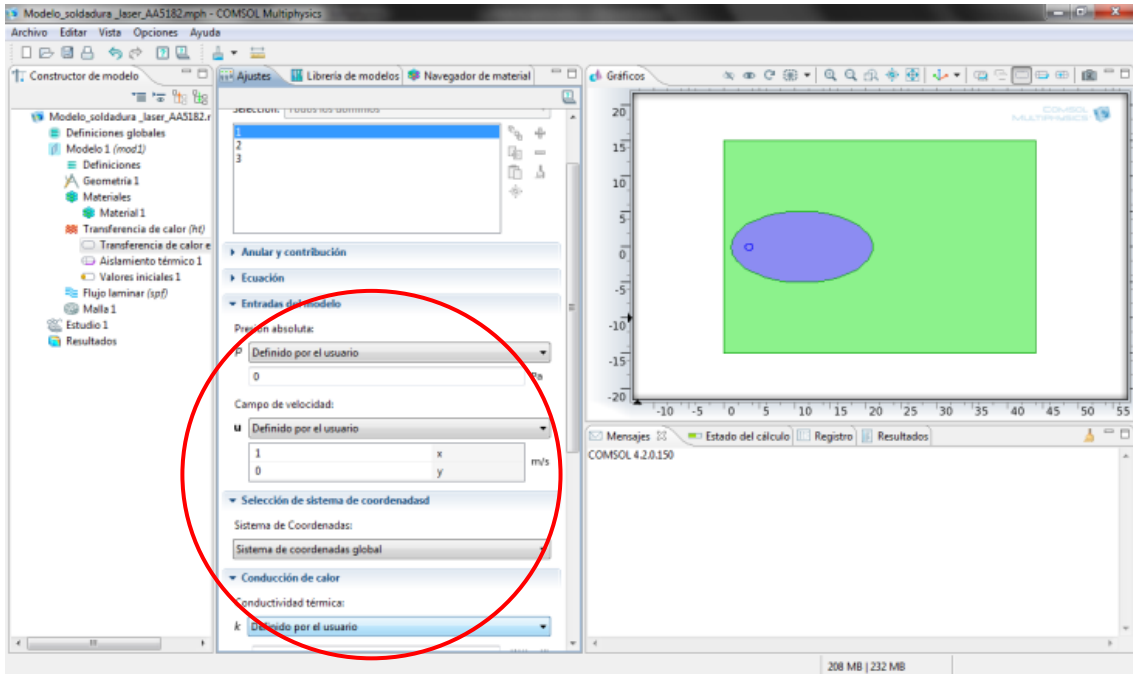 Modelo_soldadura _laser_AA5182.mph - COMSOL Multiphysics
Archivo Editar Vista Opciones Ayuda
Constructor de modelo
Modelo_soldadura _laser_AA5182.r
Definiciones globales
Modelo 1 (mod1)
Definiciones
Geometría 1
Materiales
Material 1
Transferencia de calor (ht)
Transferencia de calor e
Aislamiento térmico 1
Valores iniciales 1
Flujo laminar (spf)
Malla 1
Estudio 1
Resultados
Ajustes Librería de modelos Navegador de material
Selección: Todos los dominios
1
2
3
Anular y contribución
Ecuación
Entradas del modelo
Presión absoluta:
P Definido por el usuario
0 Pa
Campo de velocidad:
u Definido por el usuario
1 x
0 y
m/s
Selección de sistema de coordenadasd
Sistema de Coordenadas:
Sistema de coordenadas global
Conducción de calor
Conductividad térmica:
k Definido por el usuario
Gráficos
COMSOL
MULTIPHYSICS
20
15
10
5
0
-5
-10
-15
-20
-10 -5 0 5 10 15 20 25 30 35 40 45 50 55
Mensajes Estado del cálculo Registro Resultados
COMSOL 4.2.0.150
208 MB | 232 MB